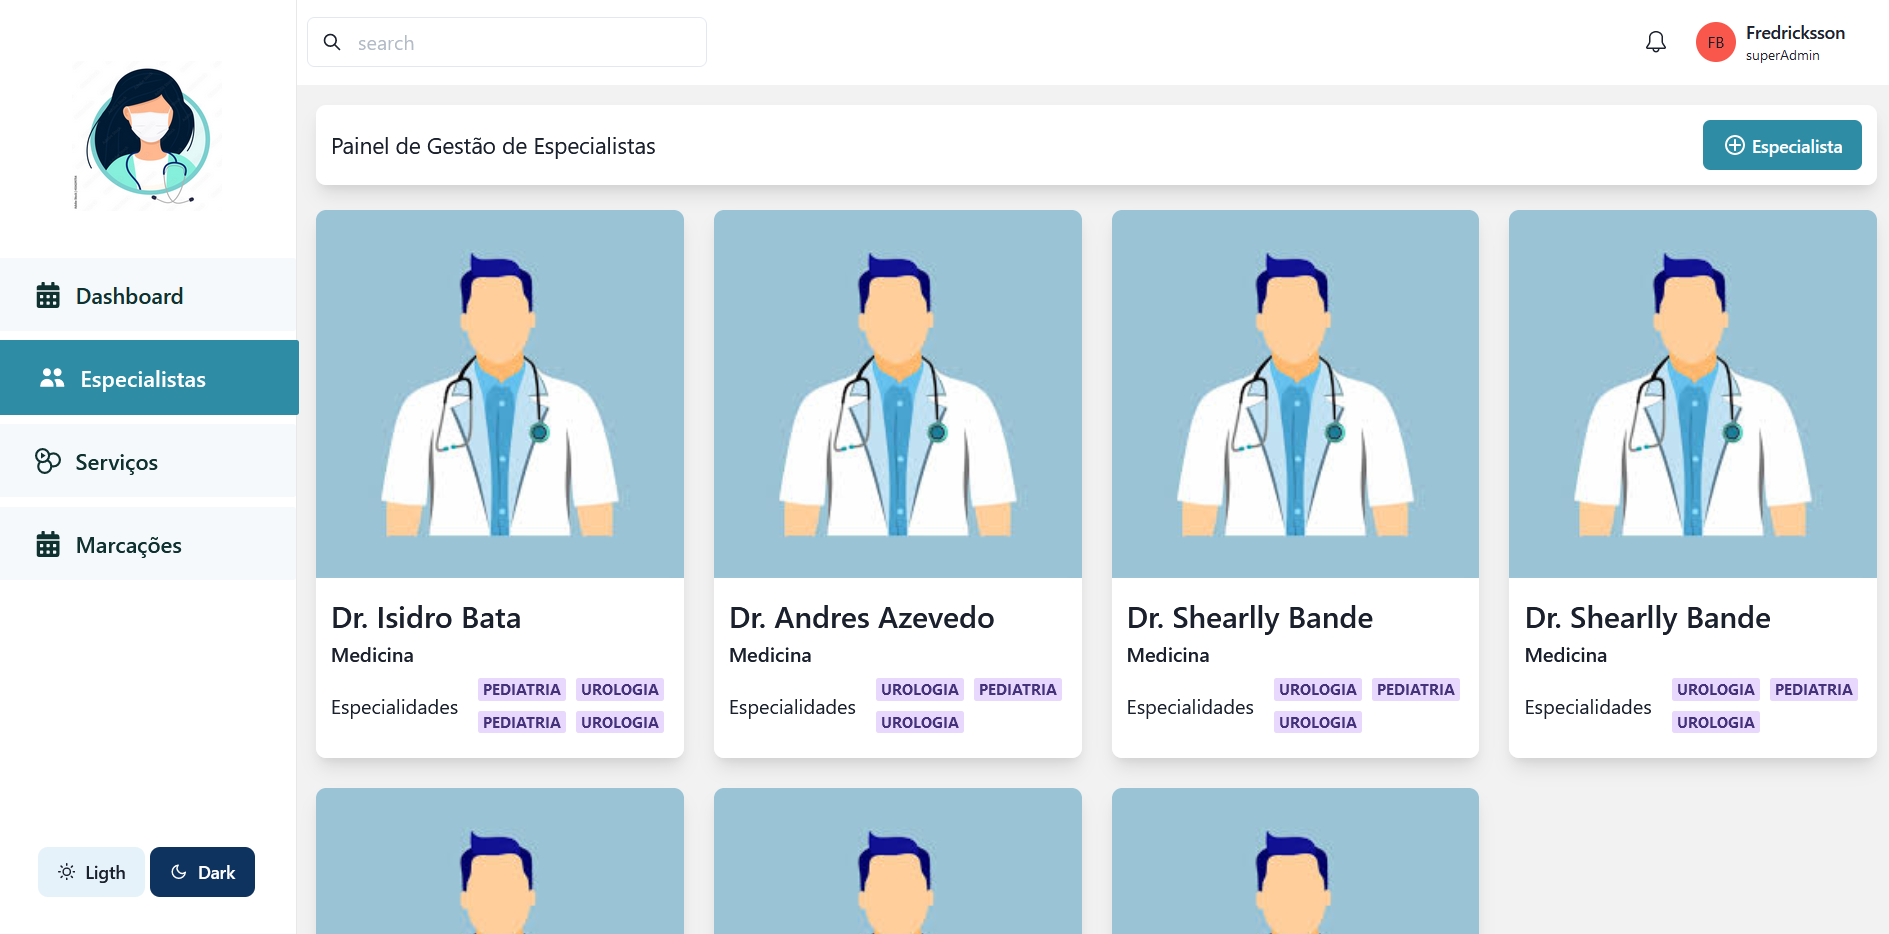 search
FB
Fredricksson
superAdmin
Painel de Gestão de Especialistas
Especialista
Dashboard
Especialistas
Serviços
Marcações
Ligth
Dark
Dr. Isidro Bata
Medicina
Especialidades
PEDIATRIA UROLOGIA
PEDIATRIA UROLOGIA
Dr. Andres Azevedo
Medicina
Especialidades
UROLOGIA PEDIATRIA
UROLOGIA
Dr. Shearlly Bande
Medicina
Especialidades
UROLOGIA PEDIATRIA
UROLOGIA
Dr. Shearlly Bande
Medicina
Especialidades
UROLOGIA PEDIATRIA
UROLOGIA